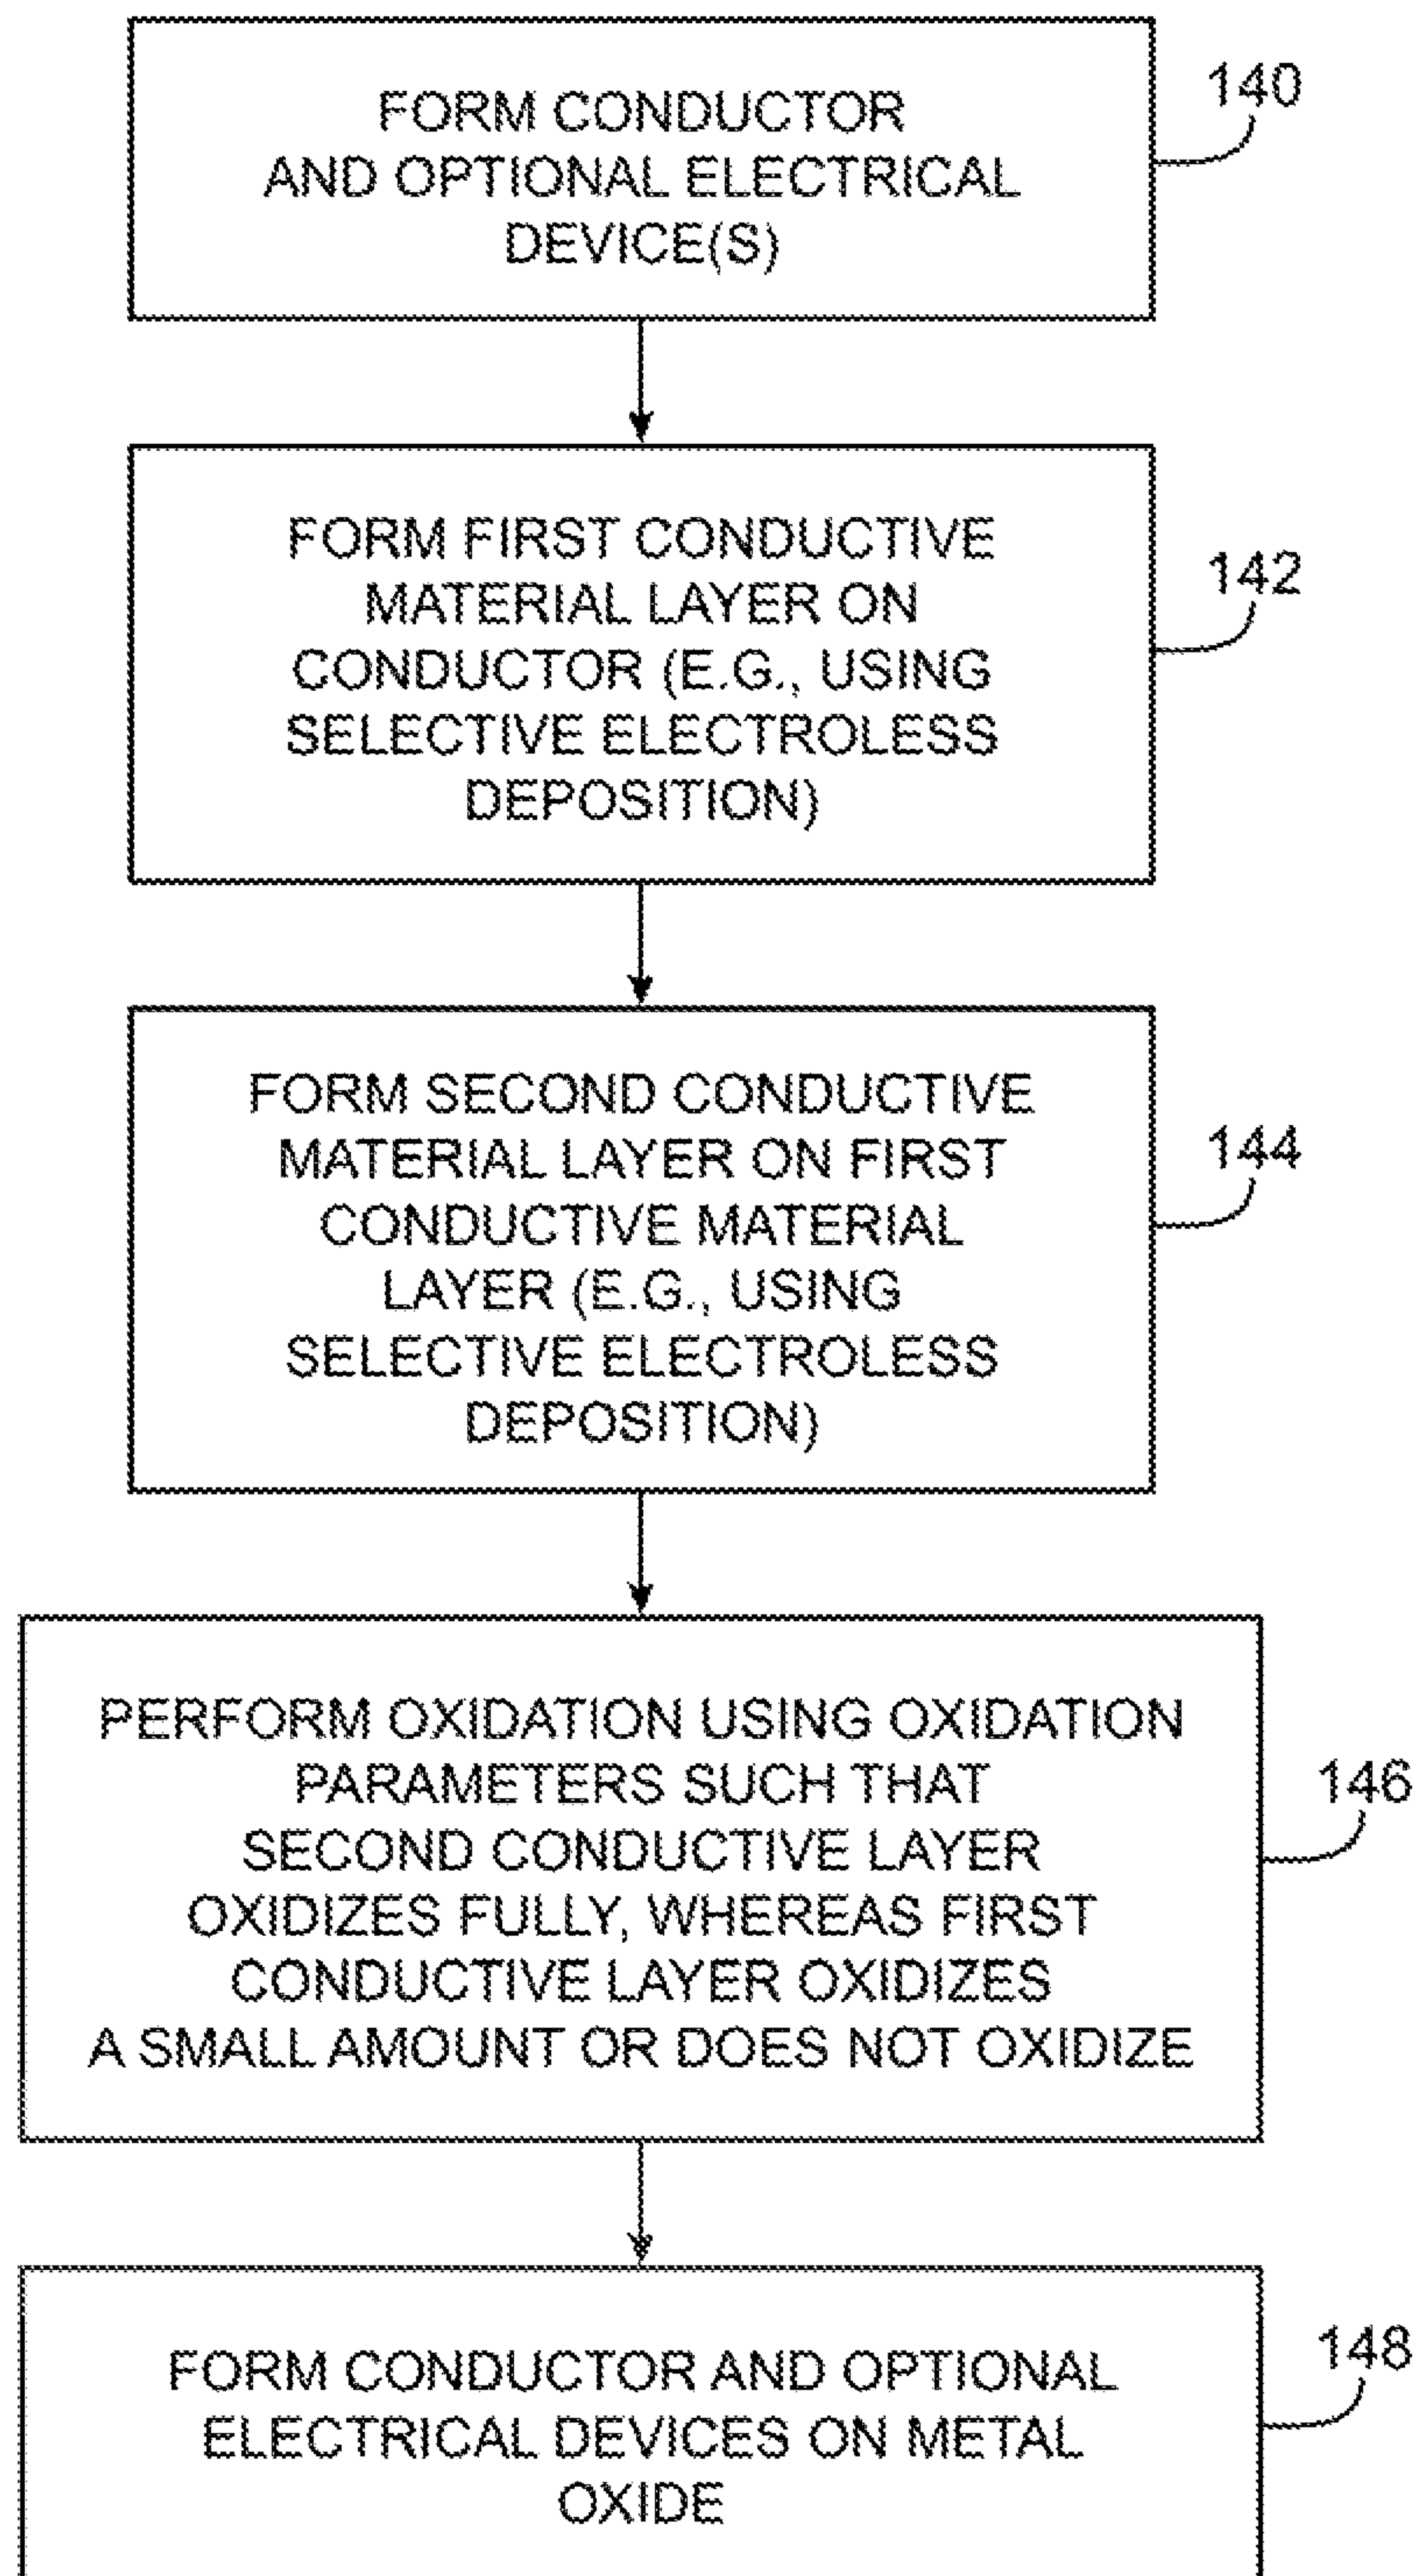 FORM CONDUCTOR
AND OPTIONAL ELECTRICAL
DEVICE(S)
140
FORM FIRST CONDUCTIVE
MATERIAL LAYER ON
CONDUCTOR (E.G., USING
SELECTIVE ELECTROLESS
DEPOSITION)
142
FORM SECOND CONDUCTIVE
MATERIAL LAYER ON FIRST
CONDUCTIVE MATERIAL
LAYER (E.G., USING
SELECTIVE ELECTROLESS
DEPOSITION)
144
PERFORM OXIDATION USING OXIDATION
PARAMETERS SUCH THAT
SECOND CONDUCTIVE LAYER
OXIDIZES FULLY, WHEREAS FIRST
CONDUCTIVE LAYER OXIDIZES
A SMALL AMOUNT OR DOES NOT OXIDIZE
146
FORM CONDUCTOR AND OPTIONAL
ELECTRICAL DEVICES ON METAL
OXIDE
148